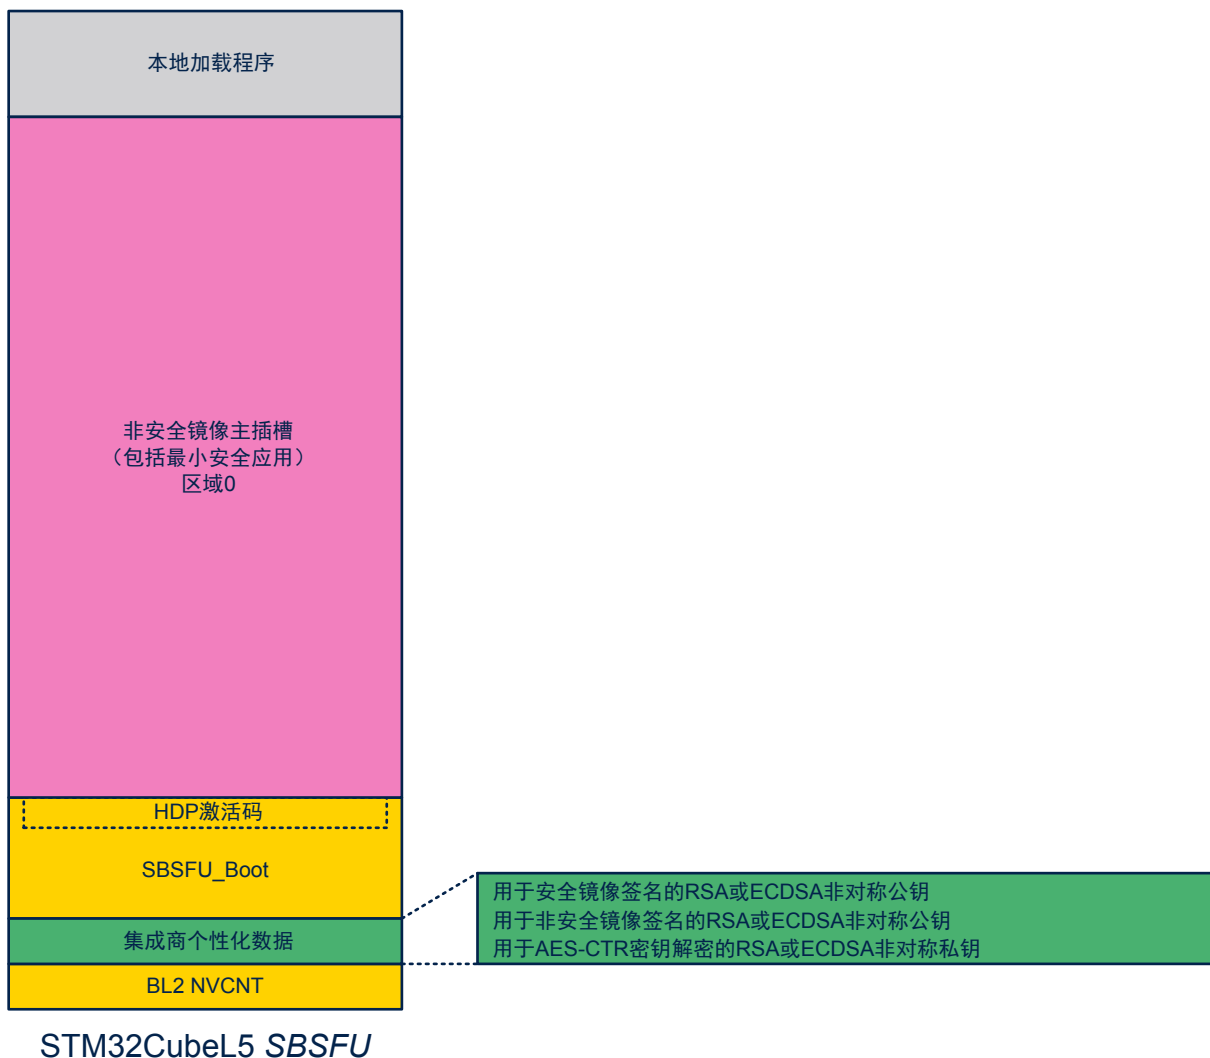 本地加载程序
非安全镜像主插槽
（包括最小安全应用）
区域0
HDP激活码
SBSFU_Boot
用于安全镜像签名的RSA或ECDSA非对称公钥
用于非安全镜像签名的RSA或ECDSA非对称公钥
用于AES-CTR密钥解密的RSA或ECDSA非对称私钥
集成商个性化数据
BL2 NVCNT
STM32CubeL5 SBSFU